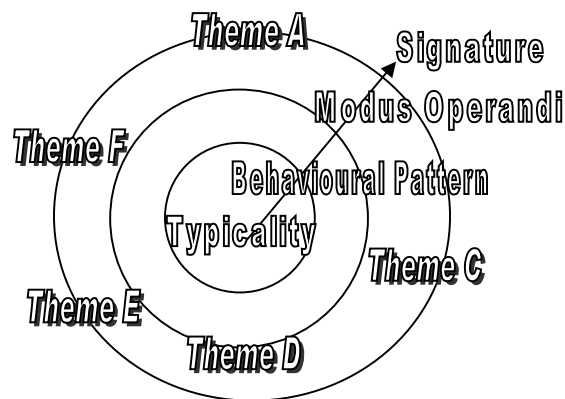 Theme A
Signature
Modus Operandi
Theme F
Behavioural Pattern
Typicality
Theme C
Theme E
Theme D